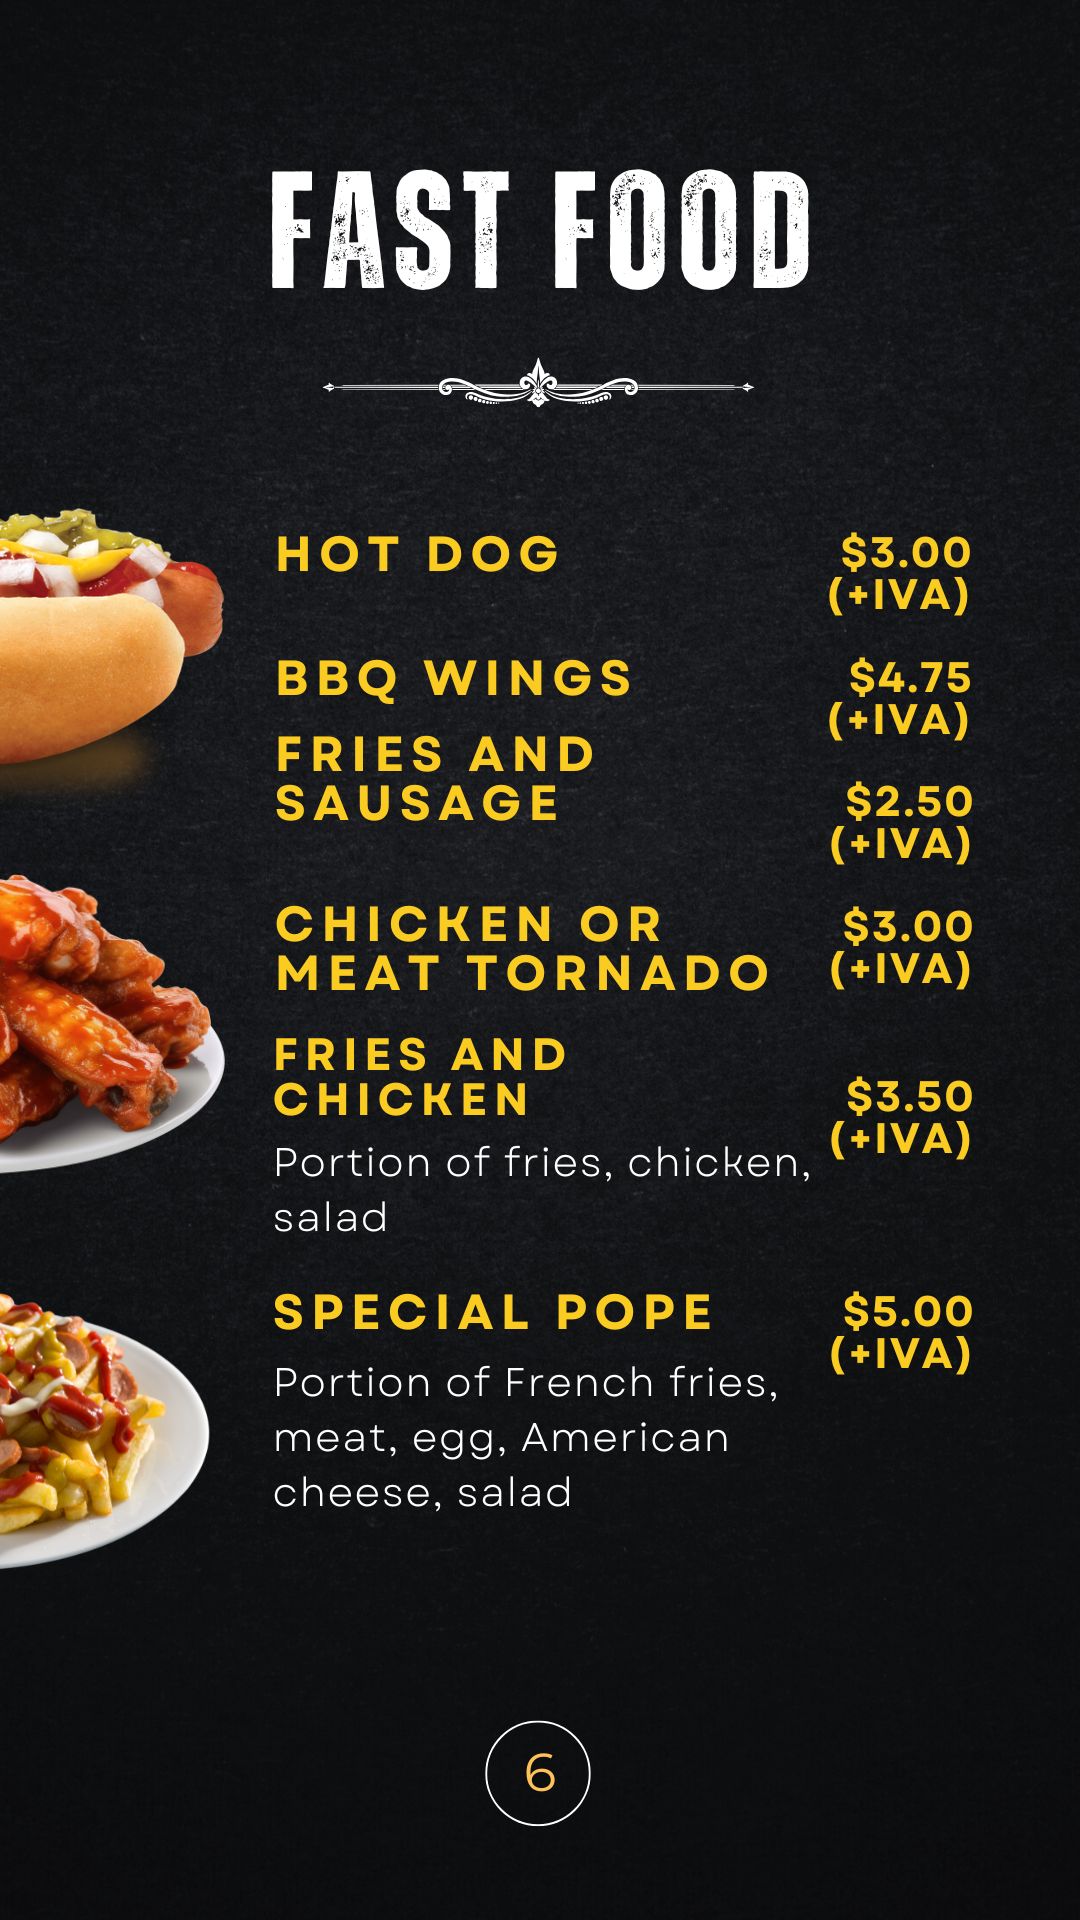 FAST FOOD
HOT DOG $3.00
(+IVA)
BBQ WINGS $4.75
(+IVA)
FRIES AND
SAUSAGE $2.50
(+IVA)
CHICKEN OR $3.00
MEAT TORNADO (+IVA)
FRIES AND
CHICKEN $3.50
(+IVA)
Portion of fries, chicken,
salad
SPECIAL POPE $5.00
(+IVA)
Portion of French fries,
meat, egg, American
cheese, salad
6